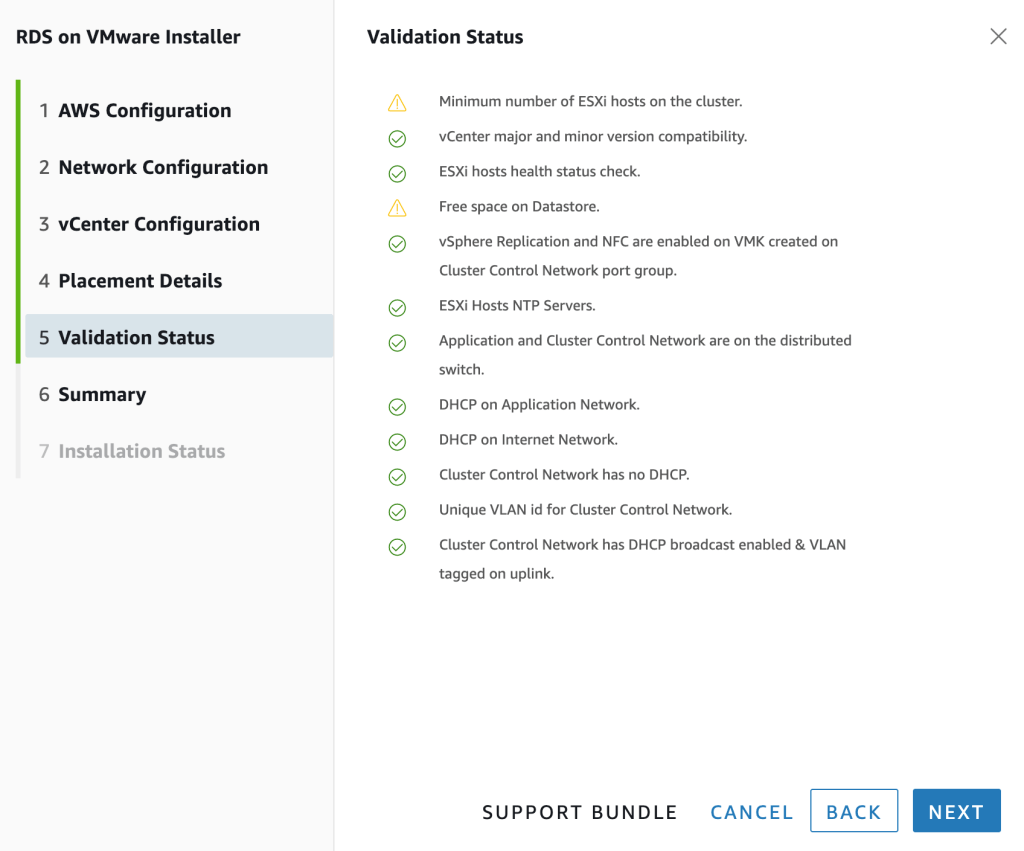 RDS on VMware Installer
1 AWS Configuration
2 Network Configuration
3 vCenter Configuration
4 Placement Details
5 Validation Status
6 Summary
7 Installation Status
Validation Status
Minimum number of ESXi hosts on the cluster.
vCenter major and minor version compatibility.
ESXi hosts health status check.
Free space on Datastore.
vSphere Replication and NFC are enabled on VMK created on
Cluster Control Network port group.
ESXi Hosts NTP Servers.
Application and Cluster Control Network are on the distributed
switch.
DHCP on Application Network.
DHCP on Internet Network.
Cluster Control Network has no DHCP.
Unique VLAN id for Cluster Control Network.
Cluster Control Network has DHCP broadcast enabled & VLAN
tagged on uplink.
SUPPORT BUNDLE CANCEL BACK NEXT